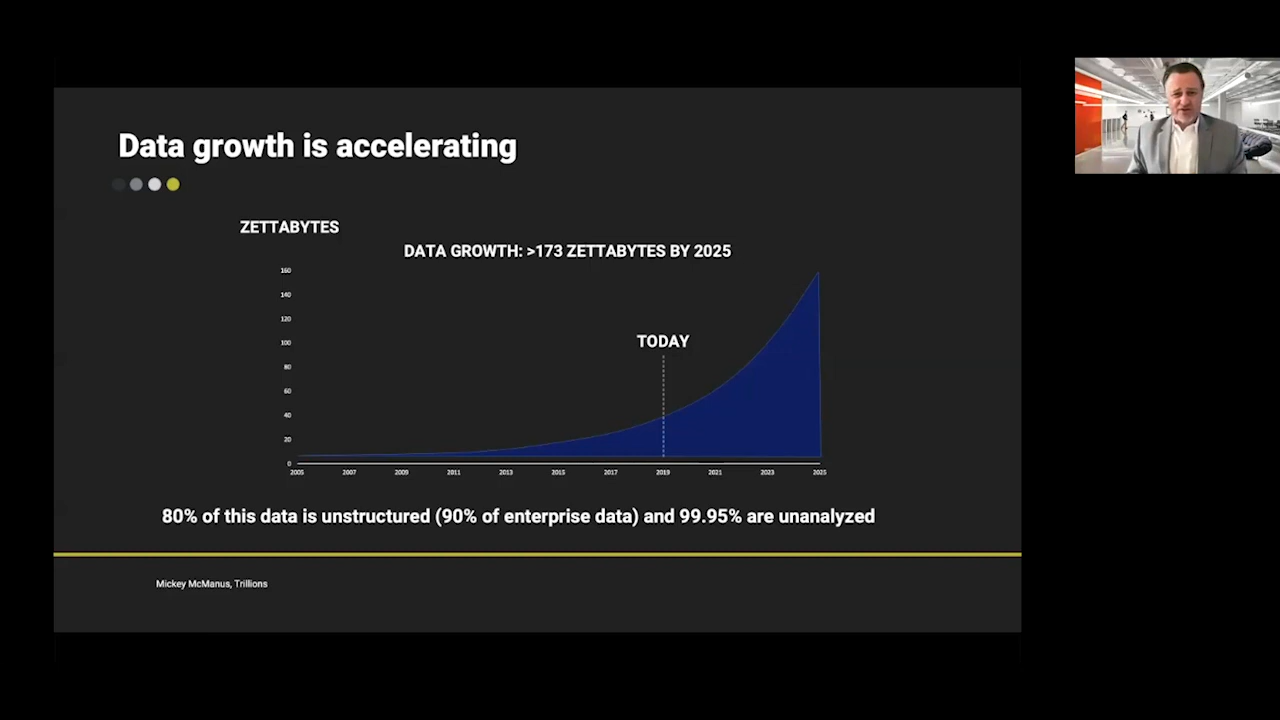 Data growth is accelerating
ZETTABYTES
DATA GROWTH: >173 ZETTABYTES BY 2025
160
140
120
100
80
60
40
20
0
TODAY
2005 2007 2009 2011 2013 2015 2017 2019 2021 2023 2025
80% of this data is unstructured (90% of enterprise data) and 99.95% are unanalyzed
Mickey McManus, Trillions